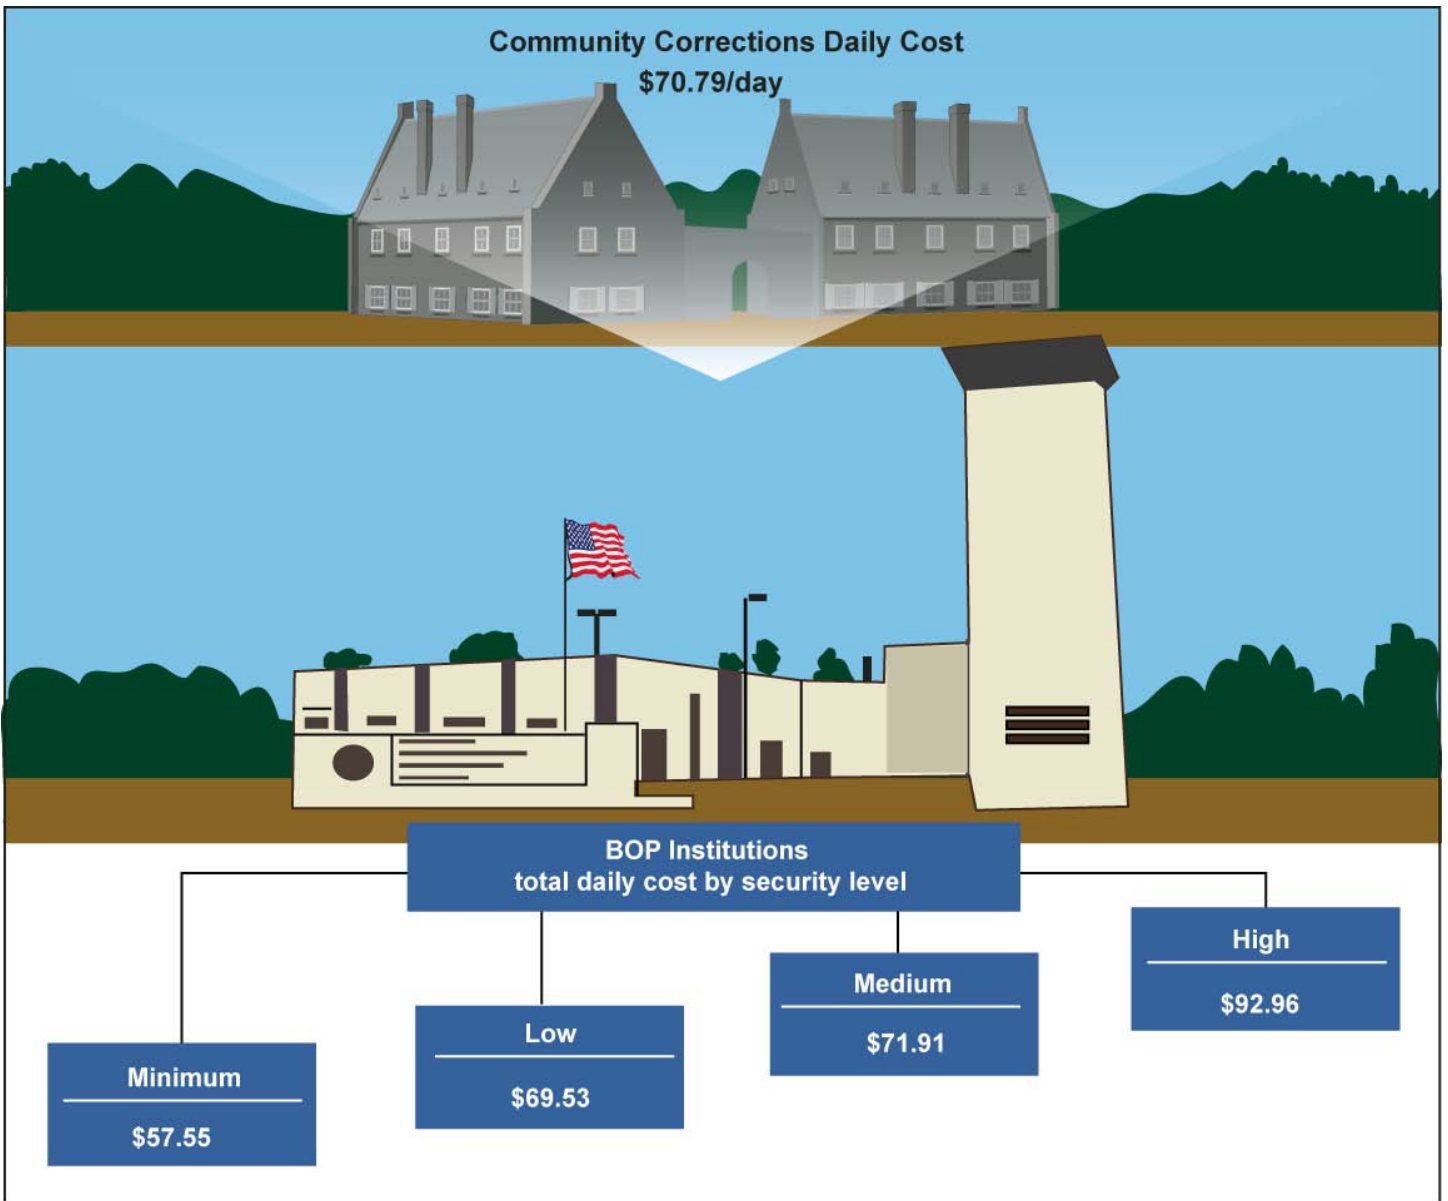 Community Corrections Daily Cost
$70.79/day
BOP Institutions
total daily cost by security level
Minimum
$57.55
Low
$69.53
Medium
$71.91
High
$92.96